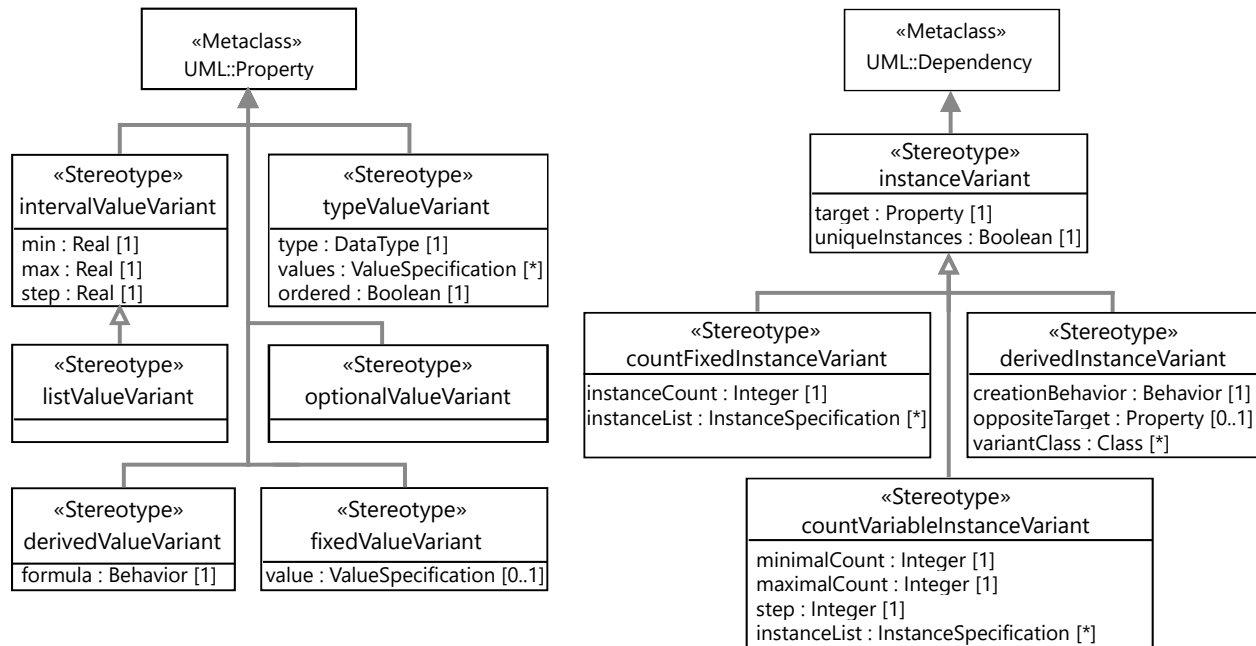 «Metaclass»
UML::Property
«Stereotype»
intervalValueVariant
min : Real [1]
max : Real [1]
step : Real [1]
«Stereotype»
typeValueVariant
type : DataType [1]
values : ValueSpecification [*]
ordered : Boolean [1]
«Stereotype»
listValueVariant
«Stereotype»
optionalValueVariant
«Stereotype»
derivedValueVariant
formula : Behavior [1]
«Stereotype»
fixedValueVariant
value : ValueSpecification [0..1]
«Metaclass»
UML::Dependency
«Stereotype»
instanceVariant
target : Property [1]
uniqueInstances : Boolean [1]
«Stereotype»
countFixedInstanceVariant
instanceCount : Integer [1]
instanceList : InstanceSpecification [*]
«Stereotype»
derivedInstanceVariant
creationBehavior : Behavior [1]
oppositeTarget : Property [0..1]
variantClass : Class [*]
«Stereotype»
countVariableInstanceVariant
minimalCount : Integer [1]
maximalCount : Integer [1]
step : Integer [1]
instanceList : InstanceSpecification [*]